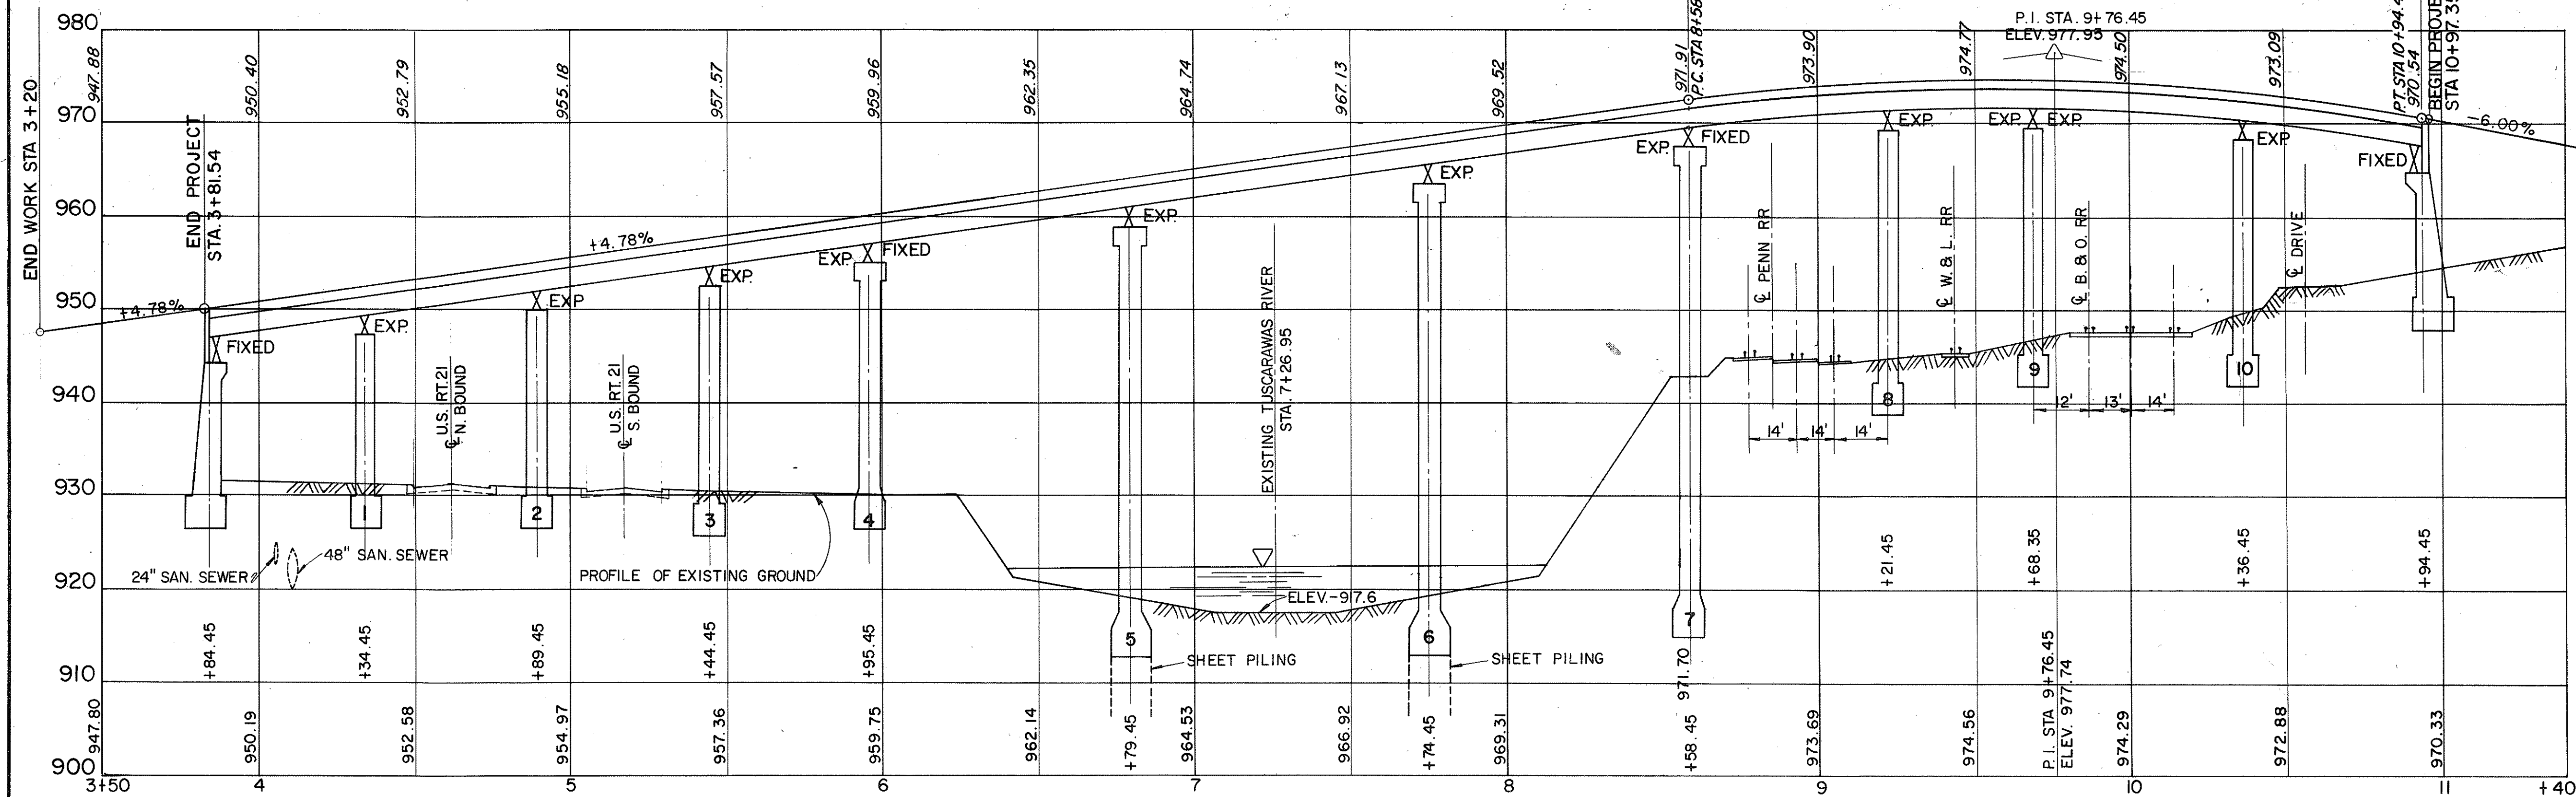 980
970
960
950
940
930
920
910
900
END WORK STA 3+20
947.88
950.40
952.79
955.18
957.57
959.96
962.35
964.74
967.13
969.52
971.91
P.C. STA 8+58
973.90
974.77
P.I. STA. 9+76.45
ELEV. 977.95
974.50
973.09
P.T. STA 10+94.4
970.54
BEGIN PROJE
STA 10+97.35
-6.00%
END PROJECT
STA. 3+81.54
+4.78%
+4.78%
FIXED
EXP.
EXP
EXP.
EXP.
FIXED
EXP.
EXP.
EXP.
FIXED
EXP.
EXP.
EXP.
EXP.
FIXED
U.S. RT. 21
℄ N. BOUND
U.S. RT. 21
℄ S. BOUND
EXISTING TUSCARAWAS RIVER
STA. 7+26.95
℄ PENN RR
℄ W. & L. RR
℄ B. & O. RR
℄ DRIVE
14'
14'
14'
12'
13'
14'
1
2
3
4
5
6
7
8
9
10
24" SAN. SEWER
48" SAN. SEWER
PROFILE OF EXISTING GROUND
ELEV.-917.6
SHEET PILING
SHEET PILING
+84.45
+34.45
+89.45
+44.45
+95.45
+79.45
+74.45
+58.45
+21.45
+68.35
+36.45
+94.45
947.80
950.19
952.58
954.97
957.36
959.75
962.14
964.53
966.92
969.31
971.70
973.69
974.56
P.I. STA 9+76.45
ELEV. 977.74
974.29
972.88
970.33
3+50
4
5
6
7
8
9
10
11
+40